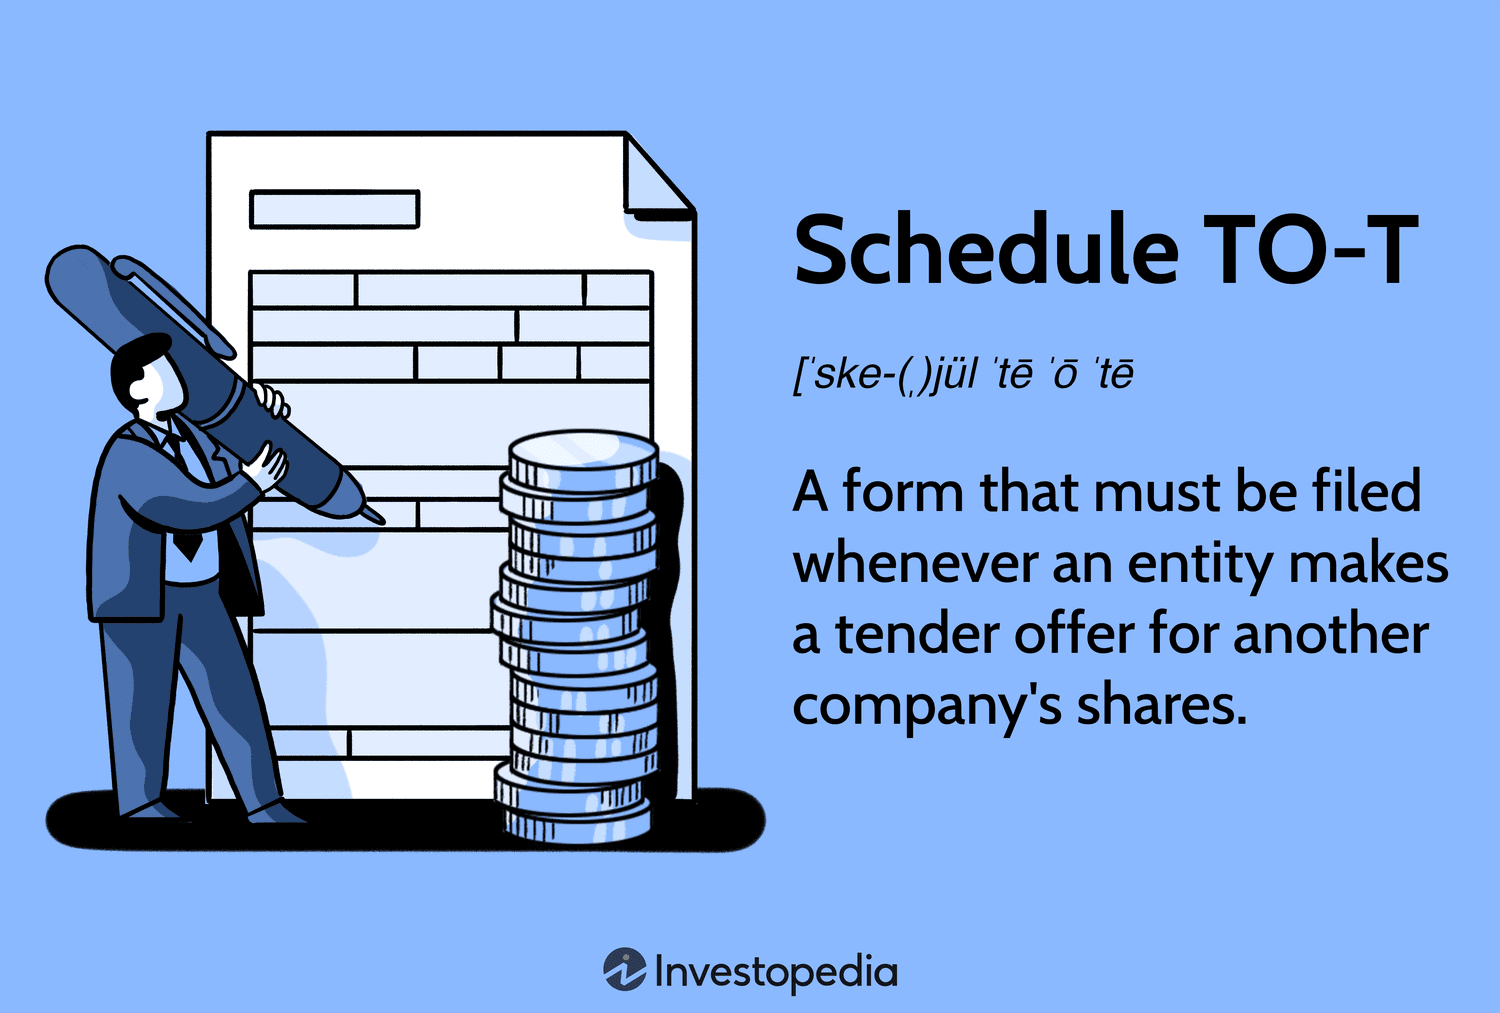 Schedule TO-T
[ˈske-(ˌ)jül ˈtē ˈō ˈtē
A form that must be filed
whenever an entity makes
a tender offer for another
company's shares.
Investopedia